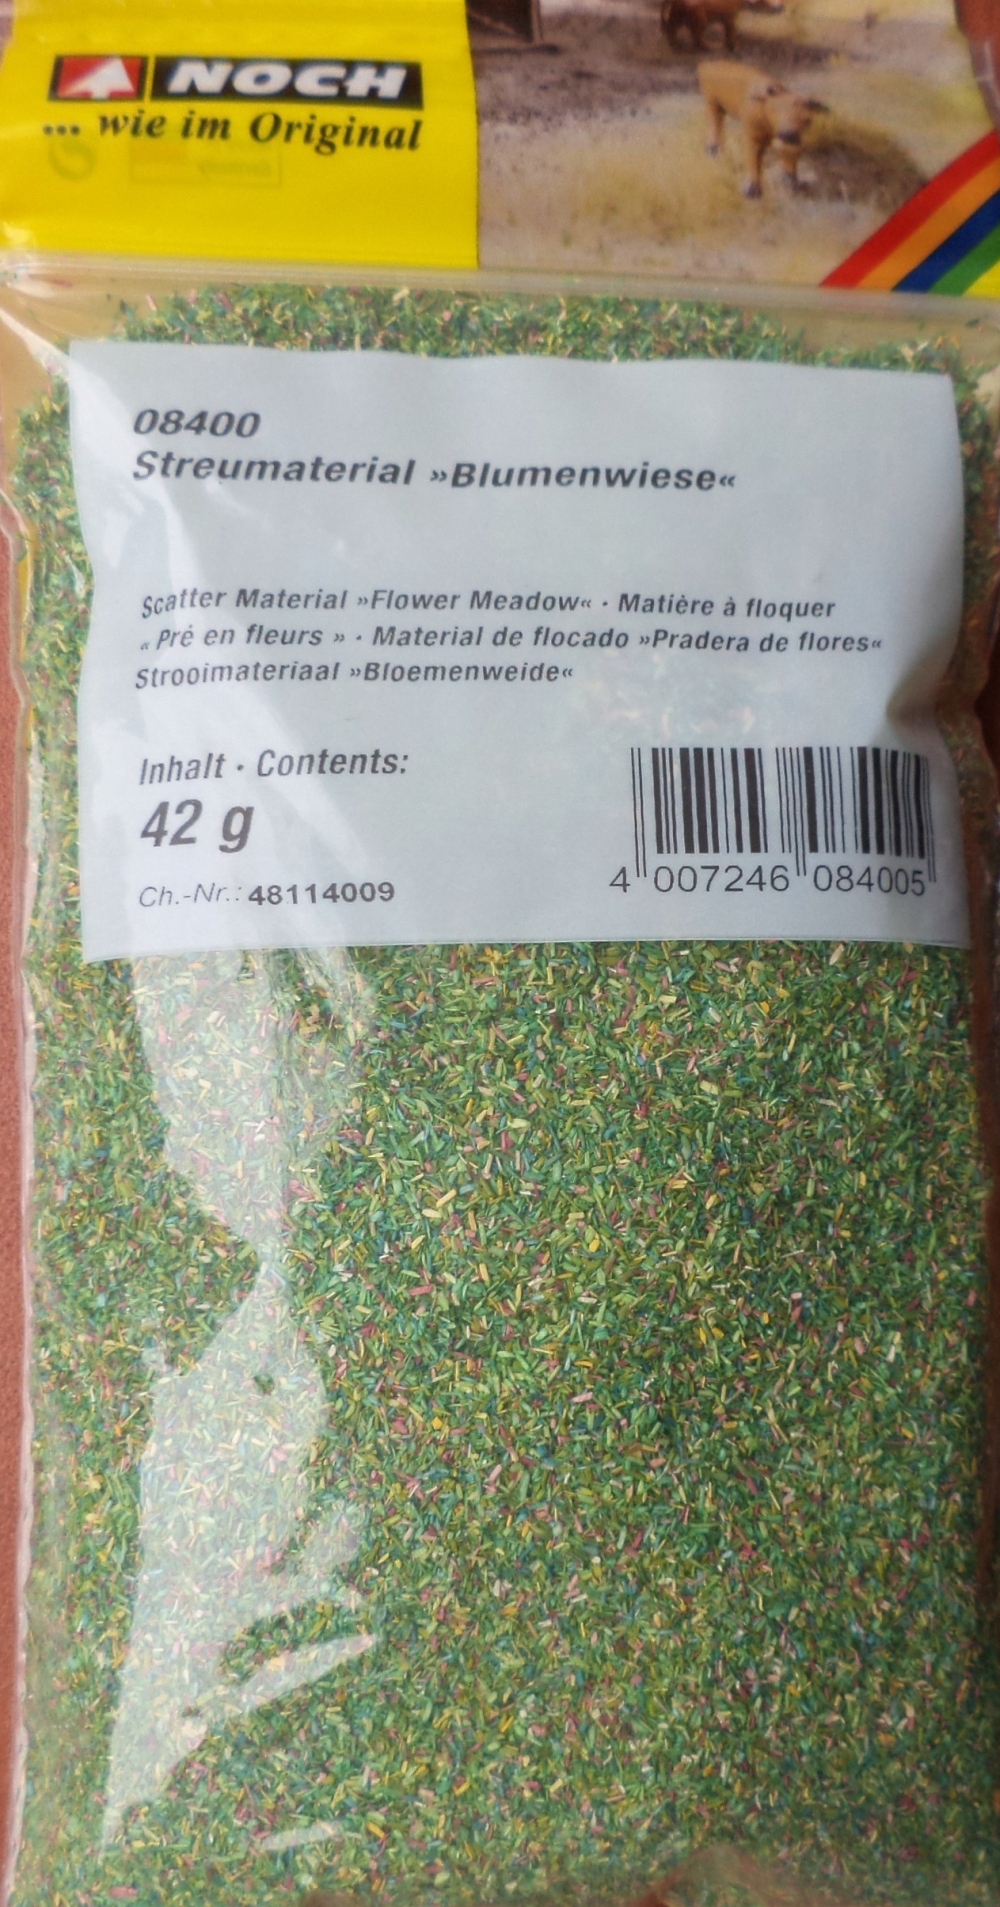 NOCH
... wie im Original
08400
Streumaterial »Blumenwiese«
Scatter Material »Flower Meadow« · Matière à floquer
« Pré en fleurs » · Material de flocado »Pradera de flores«
Strooimateriaal »Bloemenweide«
Inhalt · Contents:
42 g
Ch.-Nr.: 48114009
4 007246 084005